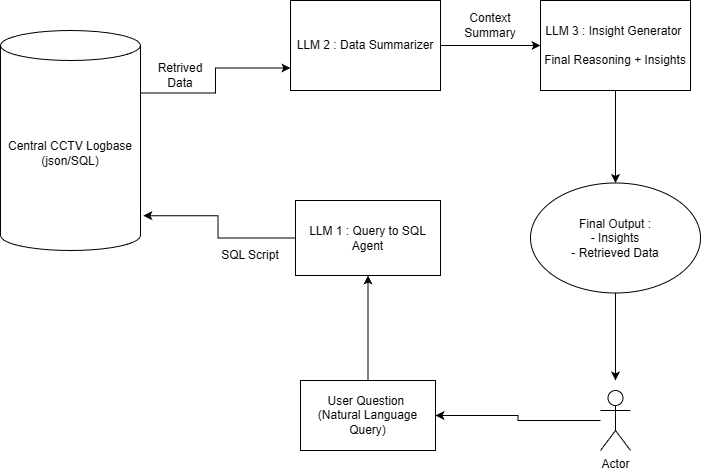 LLM 2 : Data Summarizer
Context
Summary
LLM 3 : Insight Generator
Final Reasoning + Insights
Retrived
Data
Central CCTV Logbase
(json/SQL)
LLM 1 : Query to SQL
Agent
SQL Script
Final Output :
- Insights
- Retrieved Data
User Question
(Natural Language
Query)
Actor